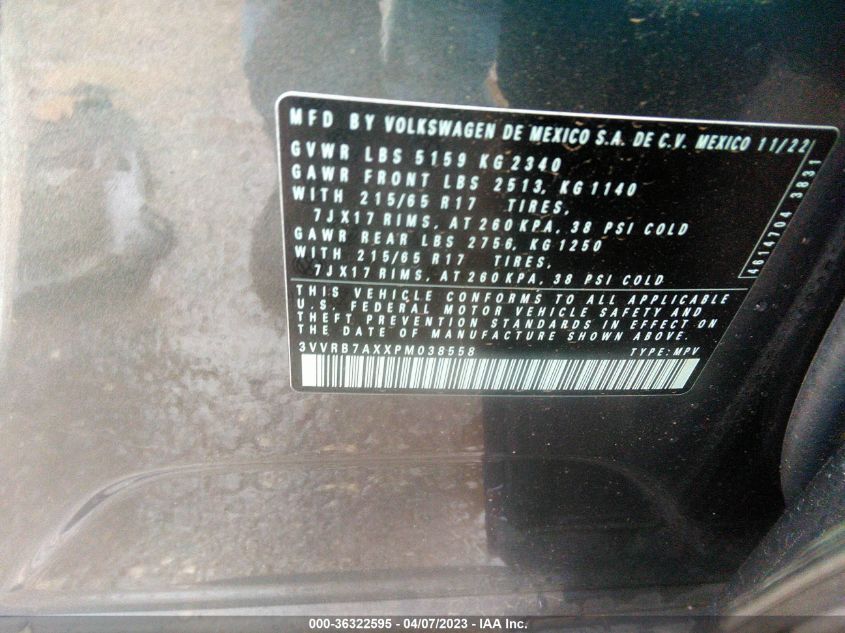 MFD BY VOLKSWAGEN DE MEXICO S.A. DE C.V. MEXICO 11/22
GVWR LBS 5159 KG 2340
GAWR FRONT LBS 2513, KG 1140
WITH 215/65 R17 TIRES,
7JX17 RIMS, AT 260 KPA, 38 PSI COLD
GAWR REAR LBS 2756, KG 1250
WITH 215/65 R17 TIRES,
7JX17 RIMS, AT 260 KPA, 38 PSI COLD
4614704 3831
THIS VEHICLE CONFORMS TO ALL APPLICABLE
U.S. FEDERAL MOTOR VEHICLE SAFETY AND
THEFT PREVENTION STANDARDS IN EFFECT ON
THE DATE OF MANUFACTURE SHOWN ABOVE.
3VVRB7AXXPM038558 TYPE:MPV
000-36322595 - 04/07/2023 - IAA Inc.